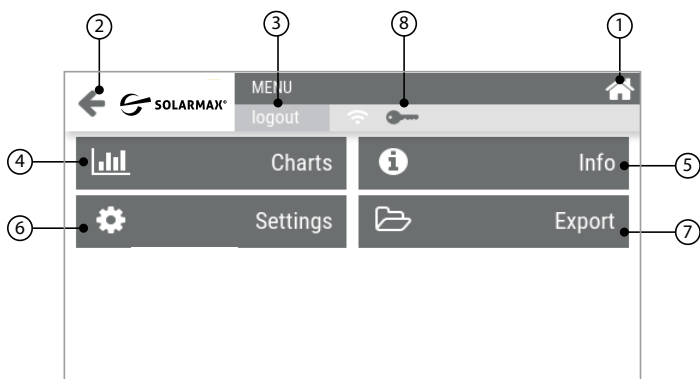 2 3 8 1
MENU
SOLARMAX®
logout
4 Charts Info 5
6 Settings Export 7